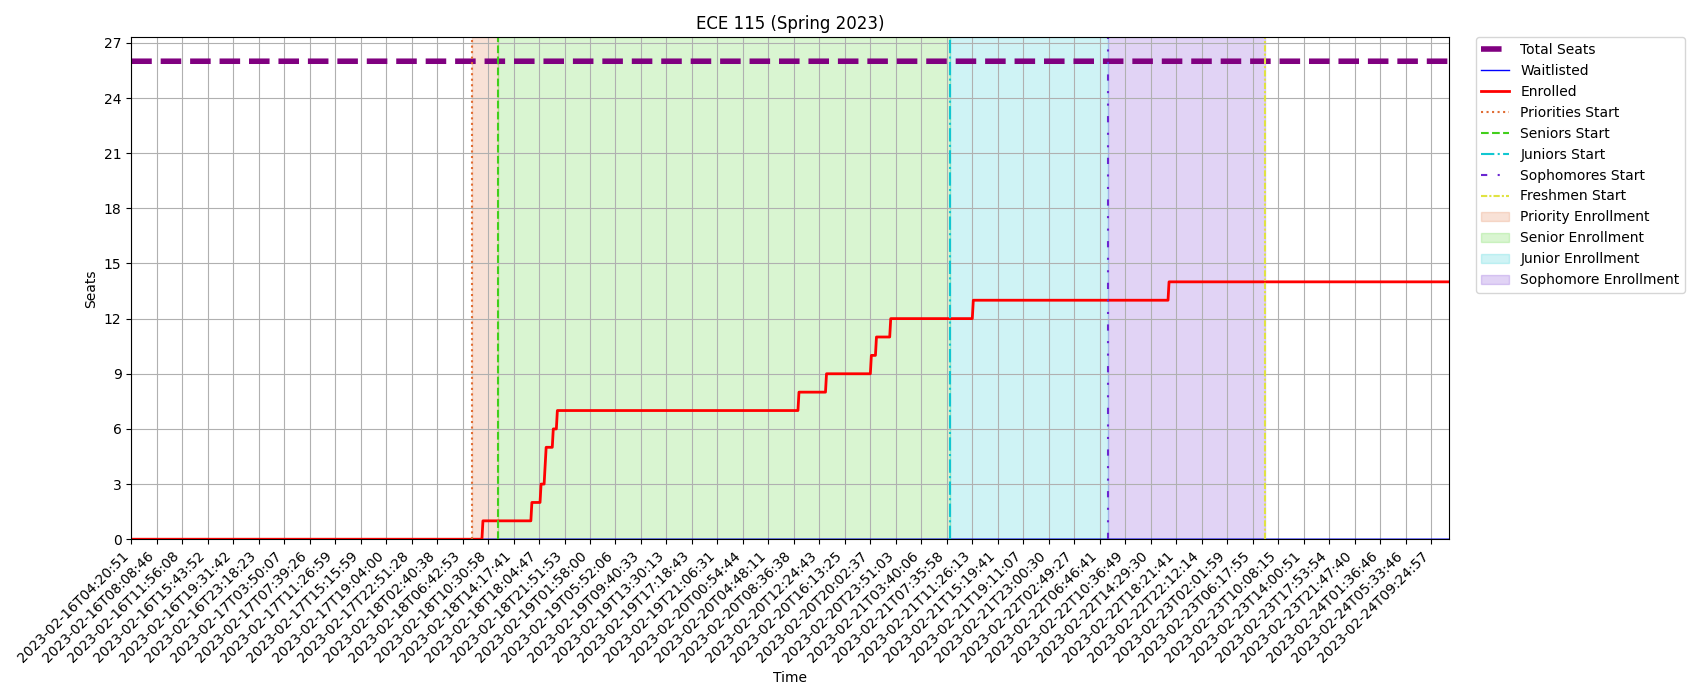 ECE 115 (Spring 2023)
27
24
21
18
15
12
9
6
3
0
Seats
2023-02-16T04:20:51
2023-02-16T08:08:46
2023-02-16T11:56:08
2023-02-16T15:43:52
2023-02-16T19:31:42
2023-02-16T23:18:23
2023-02-17T03:50:07
2023-02-17T07:39:26
2023-02-17T11:26:59
2023-02-17T15:15:59
2023-02-17T19:04:00
2023-02-17T22:51:28
2023-02-18T02:40:38
2023-02-18T06:42:53
2023-02-18T10:30:58
2023-02-18T14:17:41
2023-02-18T18:04:47
2023-02-18T21:51:53
2023-02-19T01:58:00
2023-02-19T05:52:06
2023-02-19T09:40:33
2023-02-19T13:30:13
2023-02-19T17:18:43
2023-02-19T21:06:31
2023-02-20T00:54:44
2023-02-20T04:48:11
2023-02-20T08:36:38
2023-02-20T12:24:43
2023-02-20T16:13:25
2023-02-20T20:02:37
2023-02-20T23:51:03
2023-02-21T03:40:06
2023-02-21T07:35:58
2023-02-21T11:26:13
2023-02-21T15:19:41
2023-02-21T19:11:07
2023-02-21T23:00:30
2023-02-22T02:49:27
2023-02-22T06:46:41
2023-02-22T10:36:49
2023-02-22T14:29:30
2023-02-22T18:21:41
2023-02-22T22:12:14
2023-02-23T02:01:59
2023-02-23T06:17:55
2023-02-23T10:08:15
2023-02-23T14:00:51
2023-02-23T17:53:54
2023-02-23T21:47:40
2023-02-24T01:36:46
2023-02-24T05:33:46
2023-02-24T09:24:57
Time
Total Seats
Waitlisted
Enrolled
Priorities Start
Seniors Start
Juniors Start
Sophomores Start
Freshmen Start
Priority Enrollment
Senior Enrollment
Junior Enrollment
Sophomore Enrollment